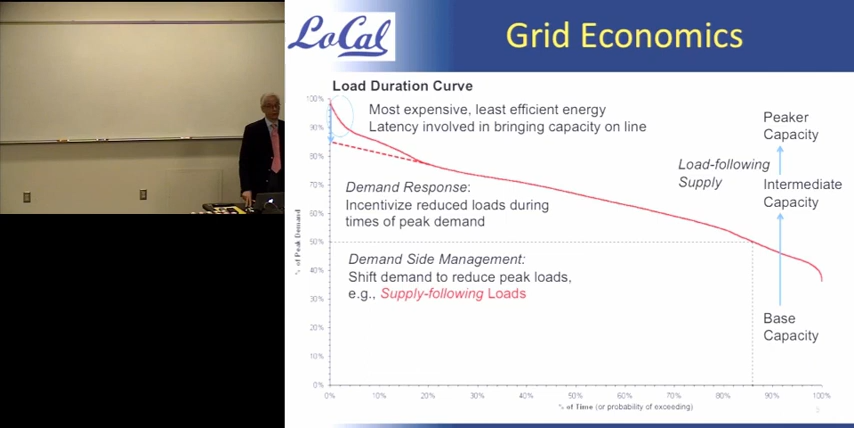 LoCal
Grid Economics
Load Duration Curve
Most expensive, least efficient energy
Latency involved in bringing capacity on line
Peaker
Capacity
Load-following
Supply
Intermediate
Capacity
Demand Response:
Incentivize reduced loads during
times of peak demand
Demand Side Management:
Shift demand to reduce peak loads,
e.g., Supply-following Loads
Base
Capacity
% of Peak Demand
100%
90%
80%
70%
60%
50%
40%
30%
20%
10%
0%
0% 10% 20% 30% 40% 50% 60% 70% 80% 90% 100%
% of Time (or probability of exceeding)